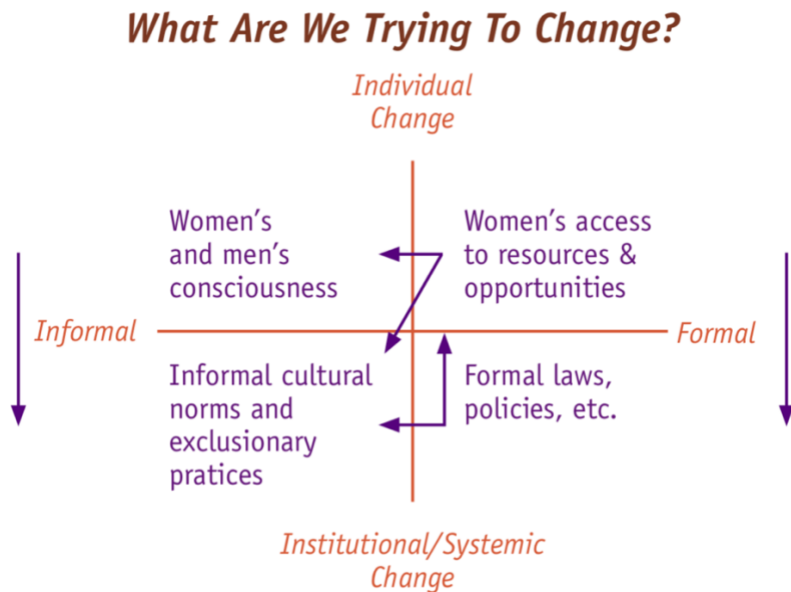 What Are We Trying To Change?
Individual
Change
Women's
and men's
consciousness
Women's access
to resources &
opportunities
Informal
Formal
Informal cultural
norms and
exclusionary
pratices
Formal laws,
policies, etc.
Institutional/Systemic
Change